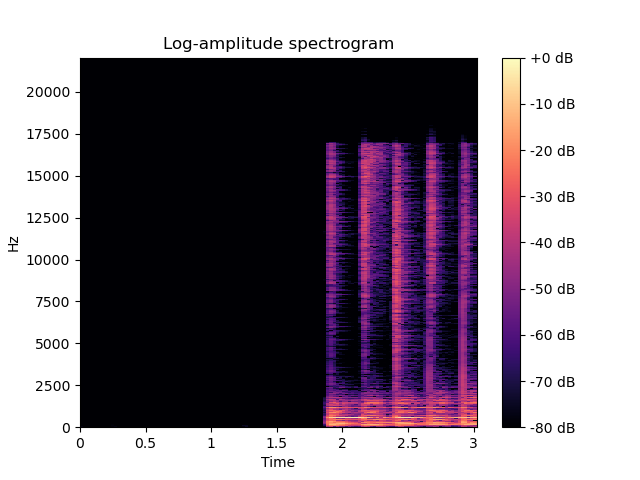 Log-amplitude spectrogram
Hz
20000
17500
15000
12500
10000
7500
5000
2500
0
0
0.5
1
1.5
2
2.5
3
Time
+0 dB
-10 dB
-20 dB
-30 dB
-40 dB
-50 dB
-60 dB
-70 dB
-80 dB